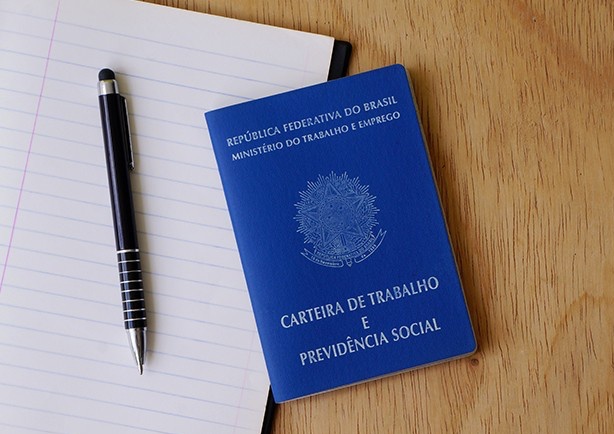 REPÚBLICA FEDERATIVA DO BRASIL
MINISTÉRIO DO TRABALHO E EMPREGO
CARTEIRA DE TRABALHO
E
PREVIDÊNCIA SOCIAL